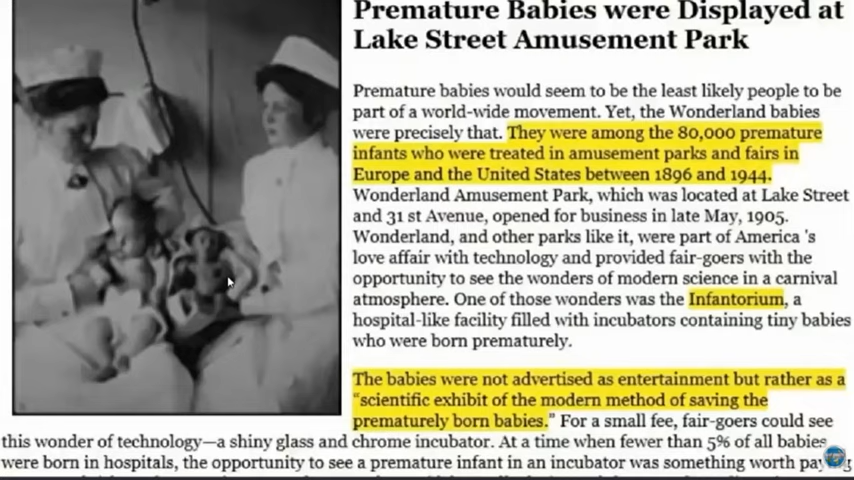 Premature Babies were Displayed at
Lake Street Amusement Park
Premature babies would seem to be the least likely people to be
part of a world-wide movement. Yet, the Wonderland babies
were precisely that. They were among the 80,000 premature
infants who were treated in amusement parks and fairs in
Europe and the United States between 1896 and 1944.
Wonderland Amusement Park, which was located at Lake Street
and 31 st Avenue, opened for business in late May, 1905.
Wonderland, and other parks like it, were part of America 's
love affair with technology and provided fair-goers with the
opportunity to see the wonders of modern science in a carnival
atmosphere. One of those wonders was the Infantorium, a
hospital-like facility filled with incubators containing tiny babies
who were born prematurely.
The babies were not advertised as entertainment but rather as a
“scientific exhibit of the modern method of saving the
prematurely born babies.” For a small fee, fair-goers could see
this wonder of technology—a shiny glass and chrome incubator. At a time when fewer than 5% of all babies
were born in hospitals, the opportunity to see a premature infant in an incubator was something worth